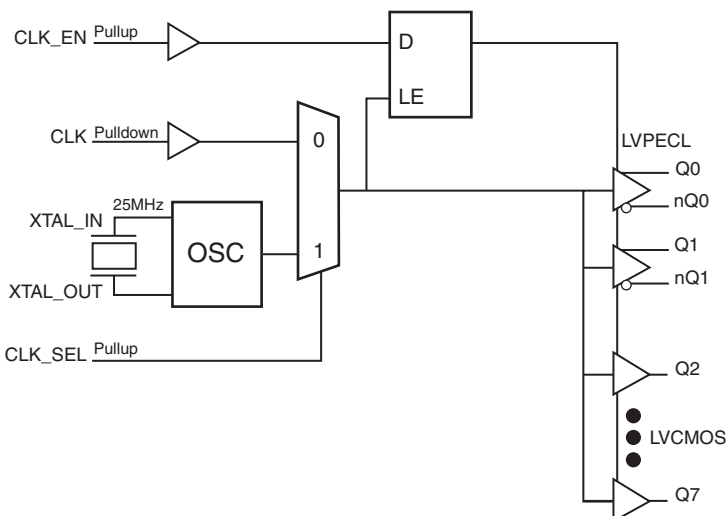 CLK_EN Pullup
D
LE
CLK Pulldown
0
LVPECL
Q0
nQ0
25MHz
XTAL_IN
OSC
1
Q1
nQ1
XTAL_OUT
CLK_SEL Pullup
Q2
LVCMOS
Q7